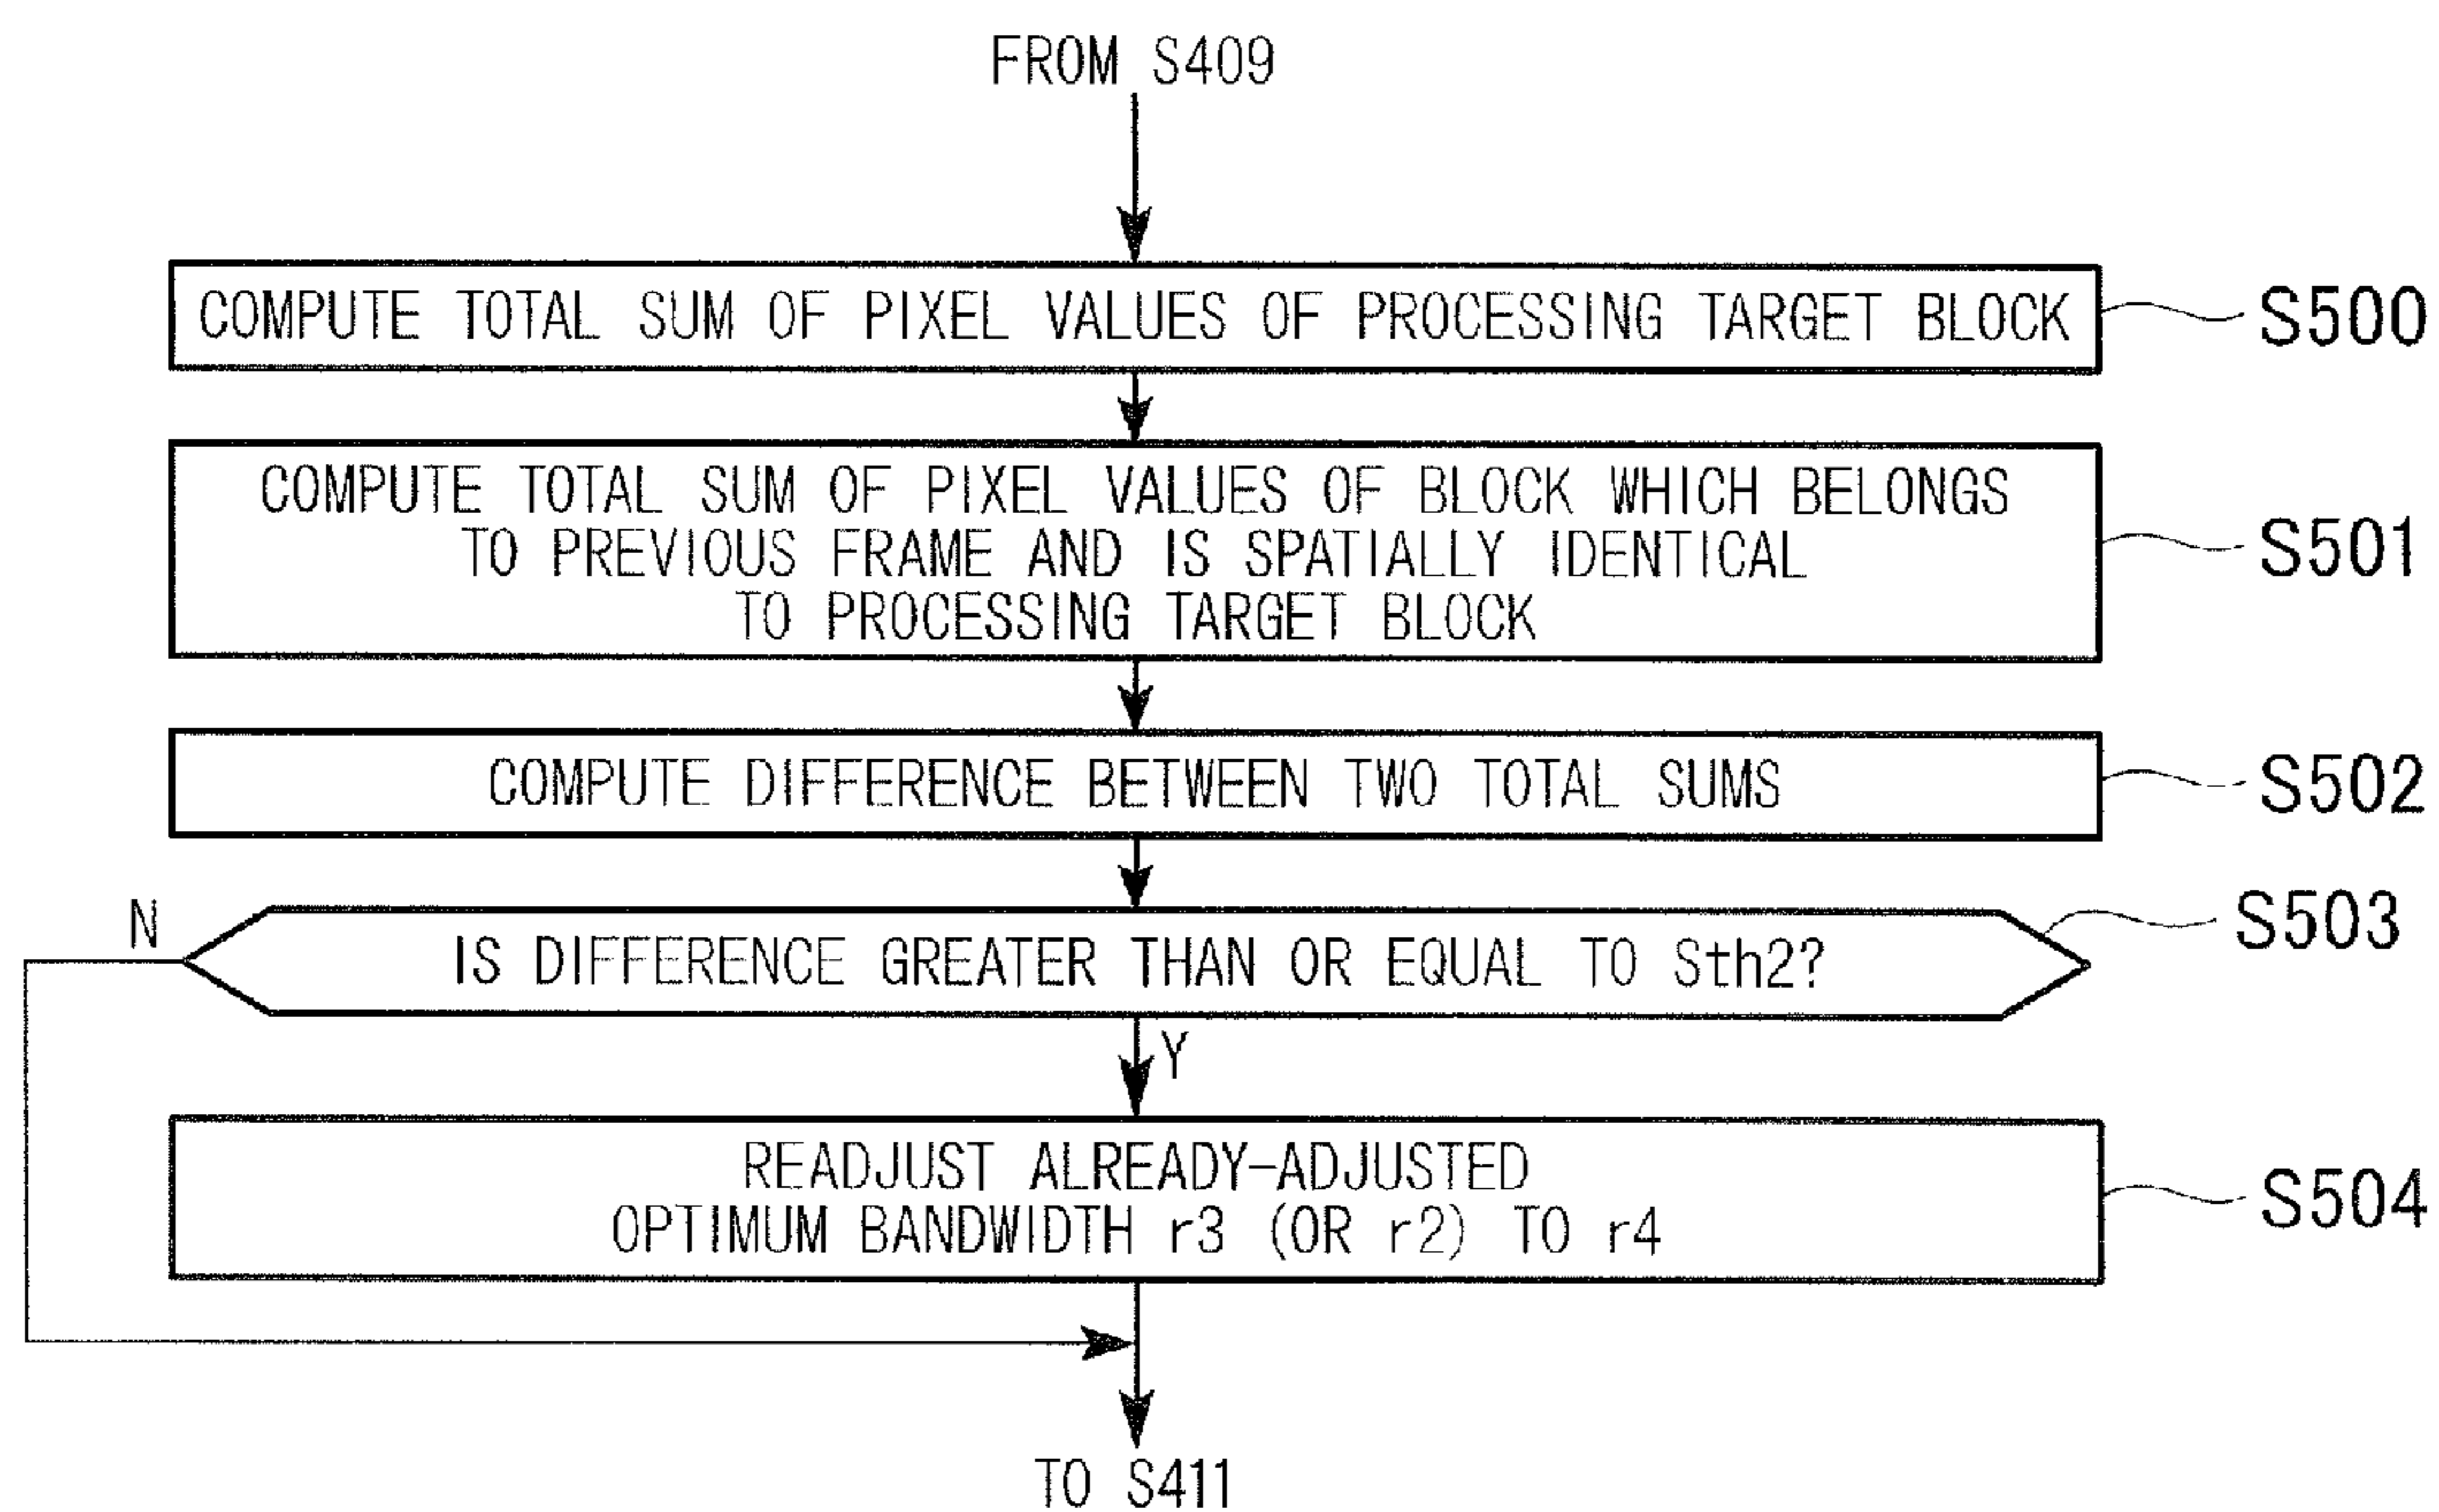 FROM S409
COMPUTE TOTAL SUM OF PIXEL VALUES OF PROCESSING TARGET BLOCK
S500
COMPUTE TOTAL SUM OF PIXEL VALUES OF BLOCK WHICH BELONGS
TO PREVIOUS FRAME AND IS SPATIALLY IDENTICAL
TO PROCESSING TARGET BLOCK
S501
COMPUTE DIFFERENCE BETWEEN TWO TOTAL SUMS
S502
N
IS DIFFERENCE GREATER THAN OR EQUAL TO Sth2?
S503
Y
READJUST ALREADY-ADJUSTED
OPTIMUM BANDWIDTH r3 (OR r2) TO r4
S504
TO S411